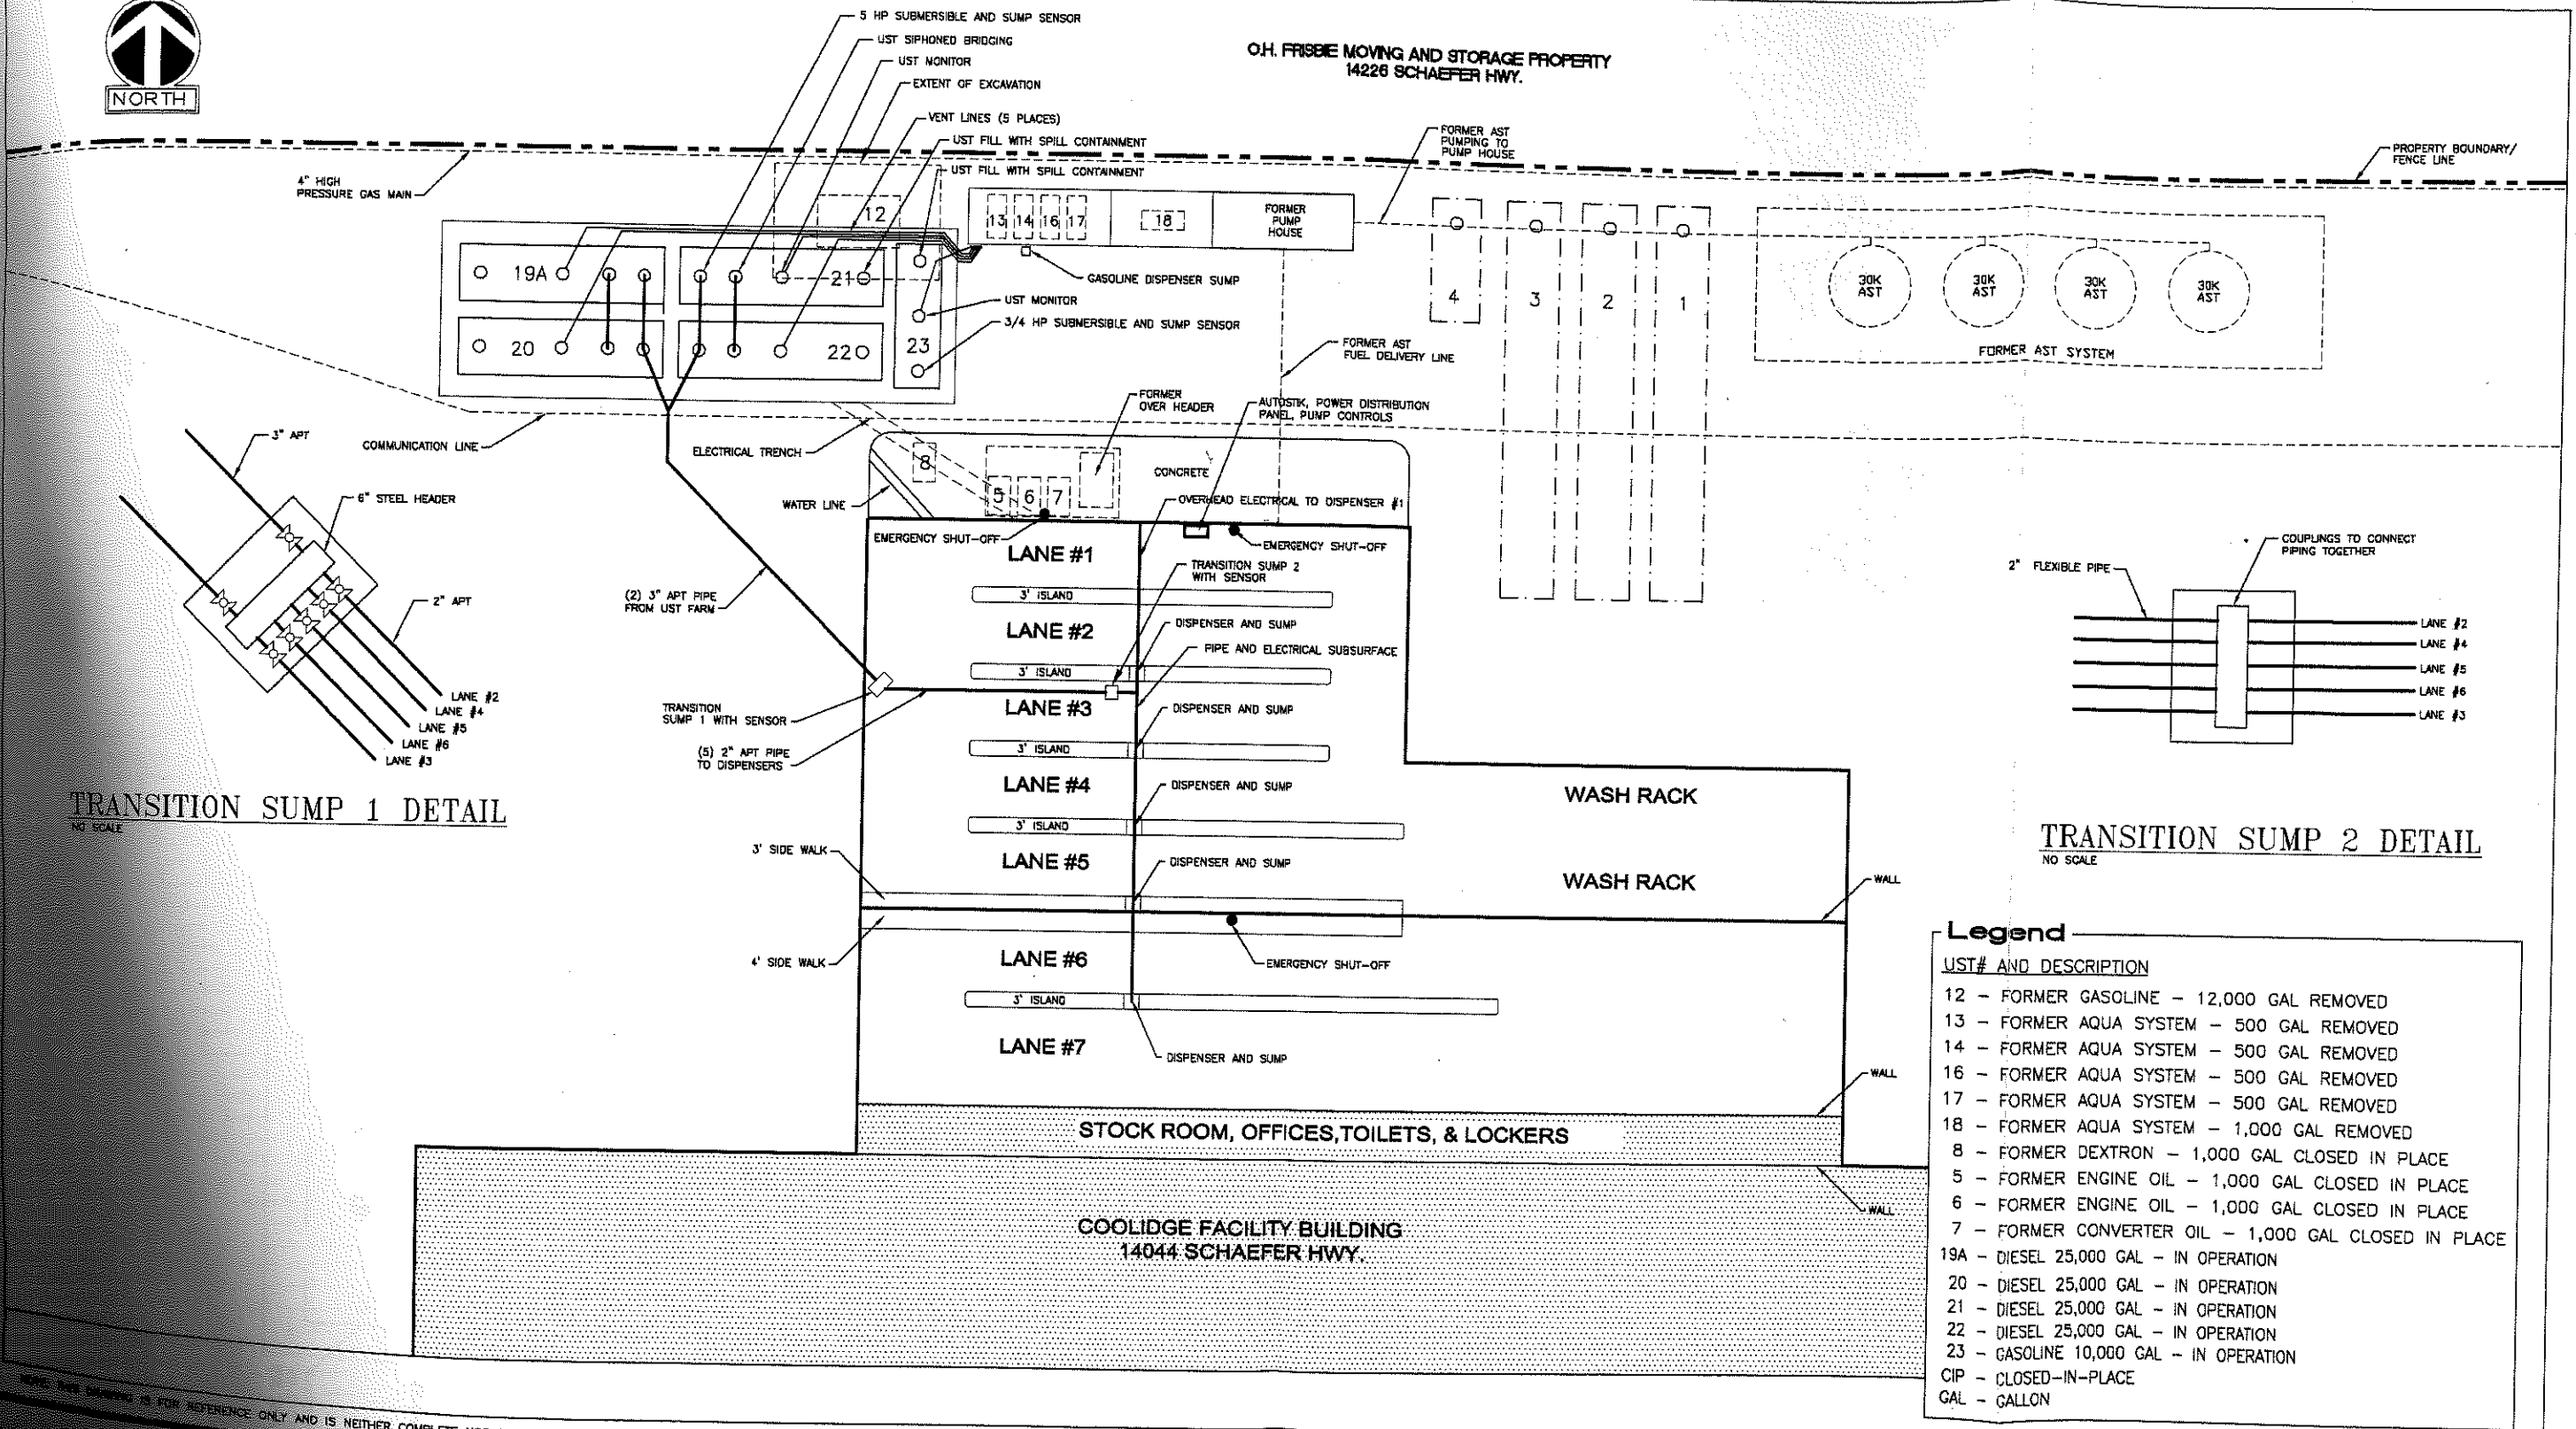 NORTH
5 HP SUBMERSIBLE AND SUMP SENSOR
UST SIPHONED BRIDGING
UST MONITOR
EXTENT OF EXCAVATION
VENT LINES (5 PLACES)
UST FILL WITH SPILL CONTAINMENT
UST FILL WITH SPILL CONTAINMENT
O.H. FRISBIE MOVING AND STORAGE PROPERTY
14226 SCHAEFER HWY.
FORMER AST
PUMPING TO
PUMP HOUSE
PROPERTY BOUNDARY/
FENCE LINE
4" HIGH
PRESSURE GAS MAIN
12
13 14 16 17
18
FORMER
PUMP
HOUSE
GASOLINE DISPENSER SUMP
19A
21
20
22
23
UST MONITOR
3/4 HP SUBMERSIBLE AND SUMP SENSOR
4
3
2
1
30K
AST
30K
AST
30K
AST
30K
AST
FORMER AST SYSTEM
FORMER AST
FUEL DELIVERY LINE
FORMER
OVER HEADER
AUTOSTIK, POWER DISTRIBUTION
PANEL, PUMP CONTROLS
3" APT
COMMUNICATION LINE
ELECTRICAL TRENCH
8
5 6 7
CONCRETE
6" STEEL HEADER
WATER LINE
OVERHEAD ELECTRICAL TO DISPENSER #1
EMERGENCY SHUT-OFF
EMERGENCY SHUT-OFF
LANE #1
TRANSITION SUMP 2
WITH SENSOR
2" APT
(2) 3" APT PIPE
FROM UST FARM
3' ISLAND
LANE #2
DISPENSER AND SUMP
PIPE AND ELECTRICAL SUBSURFACE
3' ISLAND
TRANSITION
SUMP 1 WITH SENSOR
LANE #3
DISPENSER AND SUMP
(5) 2" APT PIPE
TO DISPENSERS
3' ISLAND
LANE #4
DISPENSER AND SUMP
3' ISLAND
LANE #5
DISPENSER AND SUMP
3' SIDE WALK
4' SIDE WALK
LANE #6
EMERGENCY SHUT-OFF
3' ISLAND
LANE #7
DISPENSER AND SUMP
WASH RACK
WASH RACK
WALL
WALL
WALL
LANE #2
LANE #4
LANE #5
LANE #6
LANE #3
TRANSITION SUMP 1 DETAIL
NO SCALE
COUPLINGS TO CONNECT
PIPING TOGETHER
2" FLEXIBLE PIPE
LANE #2
LANE #4
LANE #5
LANE #6
LANE #3
TRANSITION SUMP 2 DETAIL
NO SCALE
STOCK ROOM, OFFICES,TOILETS, & LOCKERS
COOLIDGE FACILITY BUILDING
14044 SCHAEFER HWY.
Legend
UST# AND DESCRIPTION
12 - FORMER GASOLINE - 12,000 GAL REMOVED
13 - FORMER AQUA SYSTEM - 500 GAL REMOVED
14 - FORMER AQUA SYSTEM - 500 GAL REMOVED
16 - FORMER AQUA SYSTEM - 500 GAL REMOVED
17 - FORMER AQUA SYSTEM - 500 GAL REMOVED
18 - FORMER AQUA SYSTEM - 1,000 GAL REMOVED
8 - FORMER DEXTRON - 1,000 GAL CLOSED IN PLACE
5 - FORMER ENGINE OIL - 1,000 GAL CLOSED IN PLACE
6 - FORMER ENGINE OIL - 1,000 GAL CLOSED IN PLACE
7 - FORMER CONVERTER OIL - 1,000 GAL CLOSED IN PLACE
19A - DIESEL 25,000 GAL - IN OPERATION
20 - DIESEL 25,000 GAL - IN OPERATION
21 - DIESEL 25,000 GAL - IN OPERATION
22 - DIESEL 25,000 GAL - IN OPERATION
23 - GASOLINE 10,000 GAL - IN OPERATION
CIP - CLOSED-IN-PLACE
GAL - GALLON
NOTE: THIS DRAWING IS FOR REFERENCE ONLY AND IS NEITHER COMPLETE